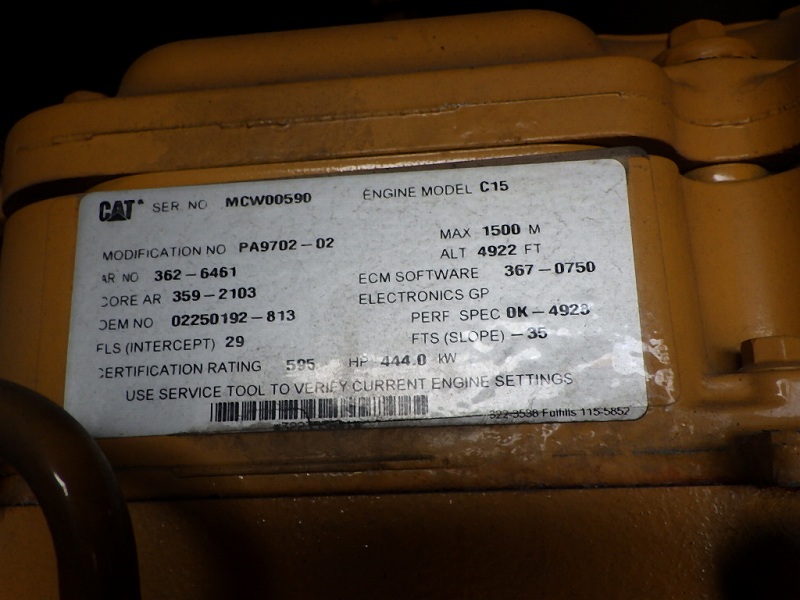 CAT SER. NO MCW00590 ENGINE MODEL C15
MODIFICATION NO PA9702-02 MAX 1500 M
ALT 4922 FT
AR NO 362-6461 ECM SOFTWARE 367-0750
CORE AR 359-2103 ELECTRONICS GP
OEM NO 02250192-813 PERF. SPEC 0K-4928
FLS (INTERCEPT) 29 FTS (SLOPE) -35
CERTIFICATION RATING 595 HP 444.0 kW
USE SERVICE TOOL TO VERIFY CURRENT ENGINE SETTINGS
322-3538 Fulfills 115-5852